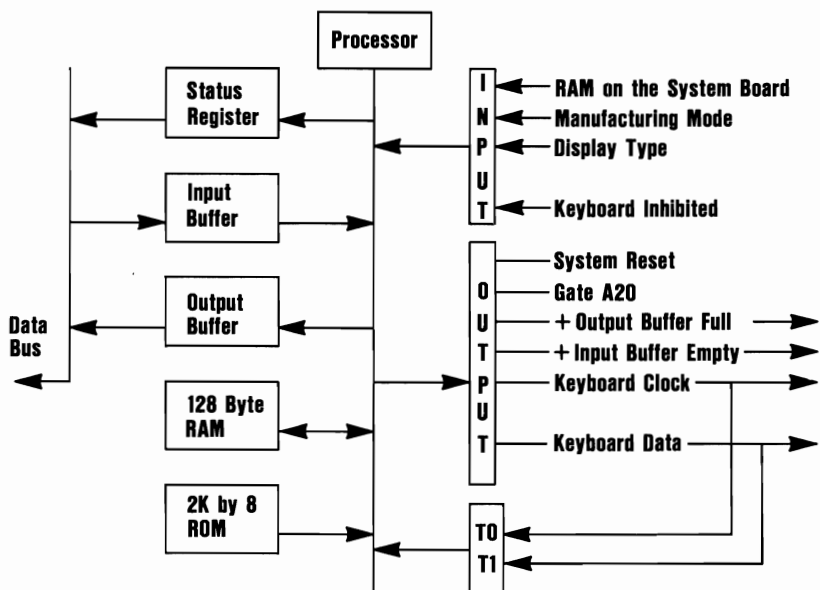 Processor
Status
Register
Input
Buffer
Output
Buffer
Data
Bus
128 Byte
RAM
2K by 8
ROM
INPUT
RAM on the System Board
Manufacturing Mode
Display Type
Keyboard Inhibited
OUTPUT
System Reset
Gate A20
+ Output Buffer Full
+ Input Buffer Empty
Keyboard Clock
Keyboard Data
T0
T1